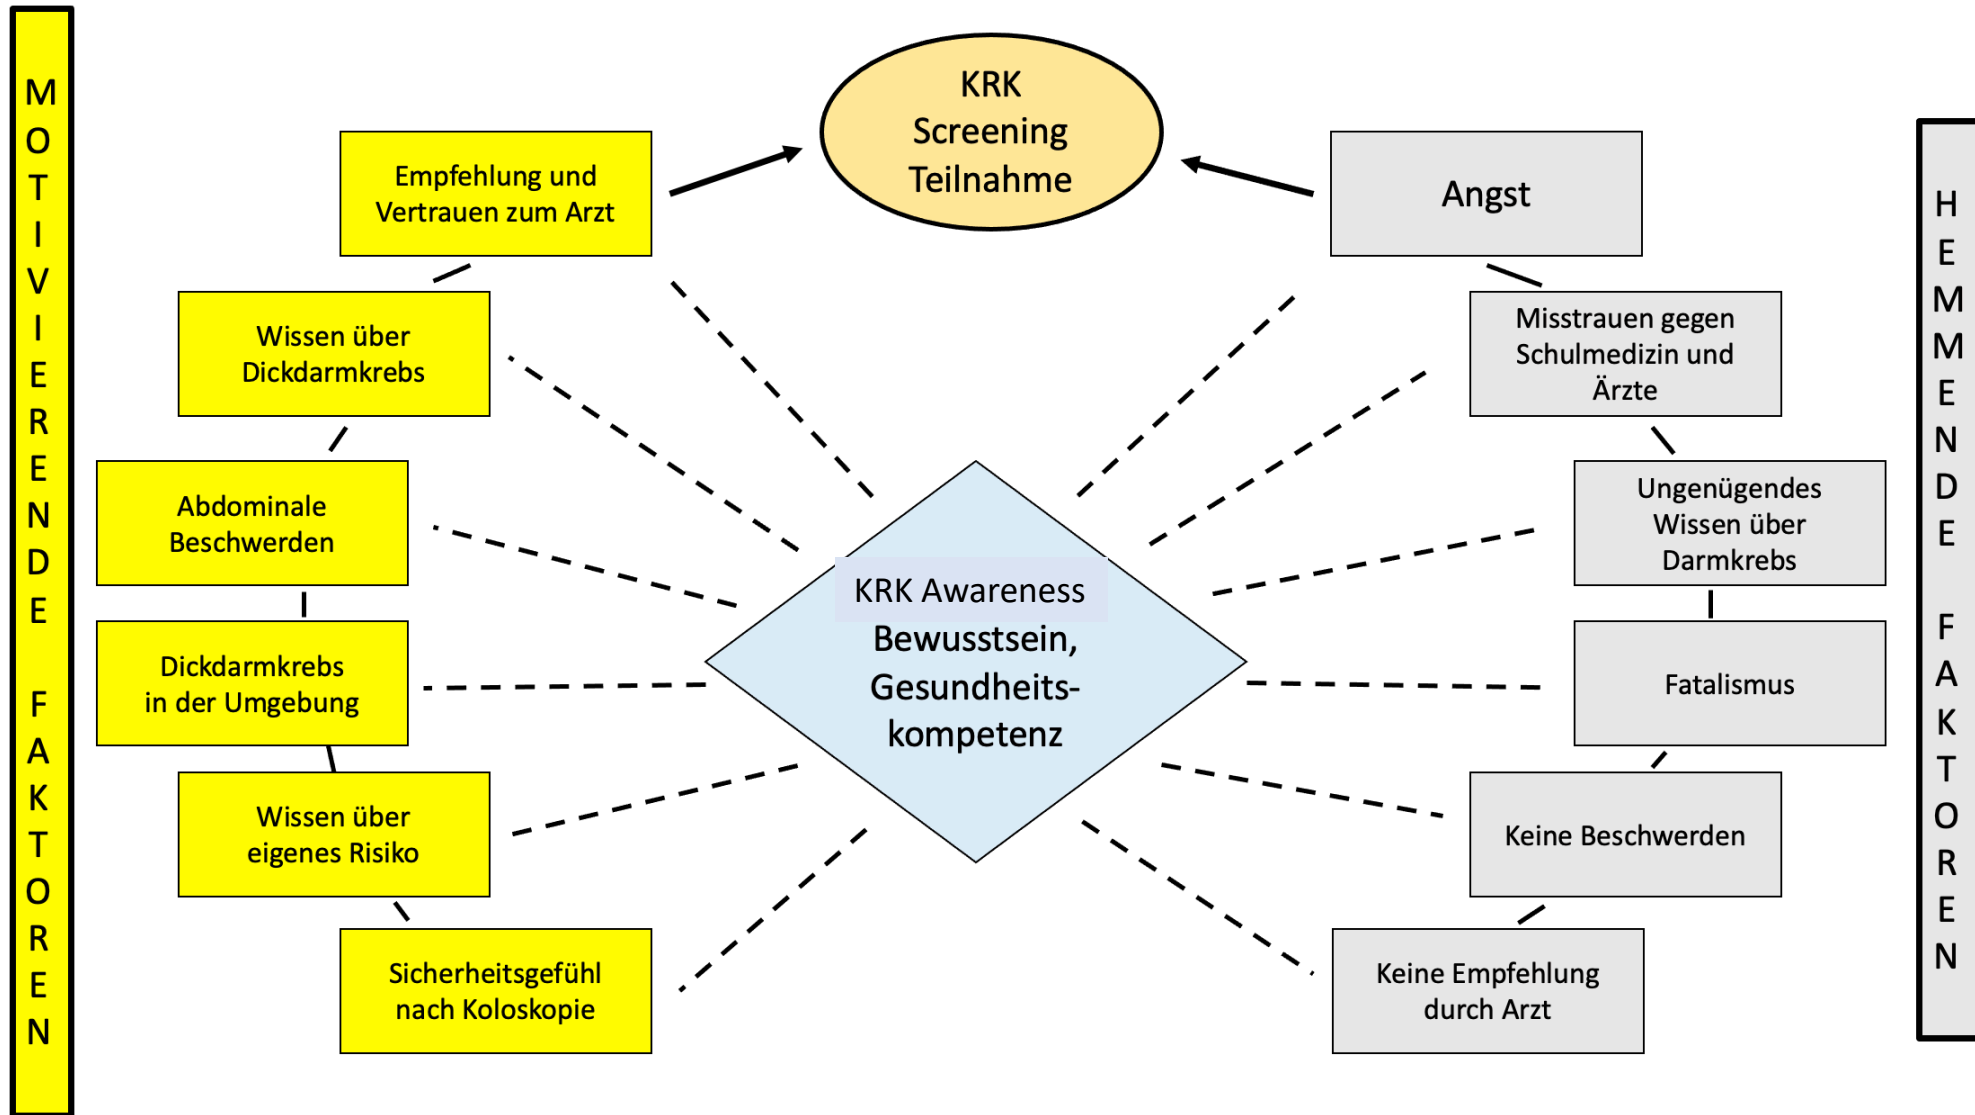 MOTIVIERENDE FAKTOREN
KRK
Screening
Teilnahme
Empfehlung und
Vertrauen zum Arzt
Wissen über
Dickdarmkrebs
Abdominale
Beschwerden
Dickdarmkrebs
in der Umgebung
Wissen über
eigenes Risiko
Sicherheitsgefühl
nach Koloskopie
KRK Awareness
Bewusstsein,
Gesundheits-
kompetenz
Angst
Misstrauen gegen
Schulmedizin und
Ärzte
Ungenügendes
Wissen über
Darmkrebs
Fatalismus
Keine Beschwerden
Keine Empfehlung
durch Arzt
HEMMENDE FAKTOREN